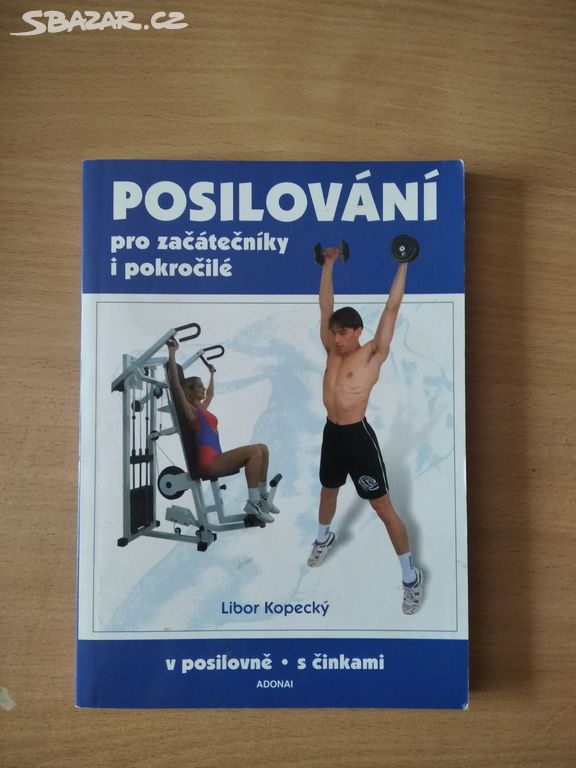 SBAZAR.CZ
POSILOVÁNÍ
pro začátečníky
i pokročilé
Libor Kopecký
v posilovně • s činkami
ADONAI